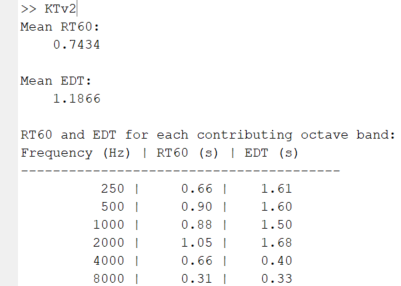 >> KTv2
Mean RT60:
0.7434
Mean EDT:
1.1866
RT60 and EDT for each contributing octave band:
Frequency (Hz) | RT60 (s) | EDT (s)
----------------------------------------
250 | 0.66 | 1.61
500 | 0.90 | 1.60
1000 | 0.88 | 1.50
2000 | 1.05 | 1.68
4000 | 0.66 | 0.40
8000 | 0.31 | 0.33